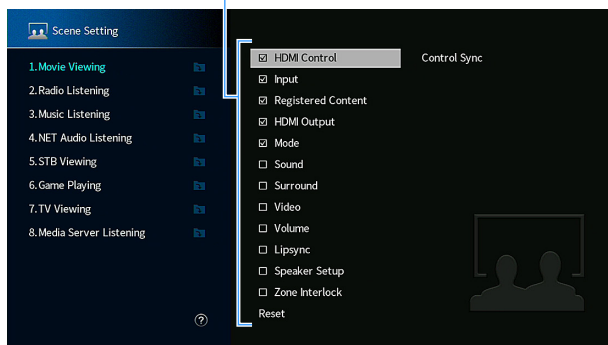 Scene Setting
1.Movie Viewing
2.Radio Listening
3.Music Listening
4.NET Audio Listening
5.STB Viewing
6.Game Playing
7.TV Viewing
8.Media Server Listening
?
HDMI Control
Control Sync
Input
Registered Content
HDMI Output
Mode
Sound
Surround
Video
Volume
Lipsync
Speaker Setup
Zone Interlock
Reset